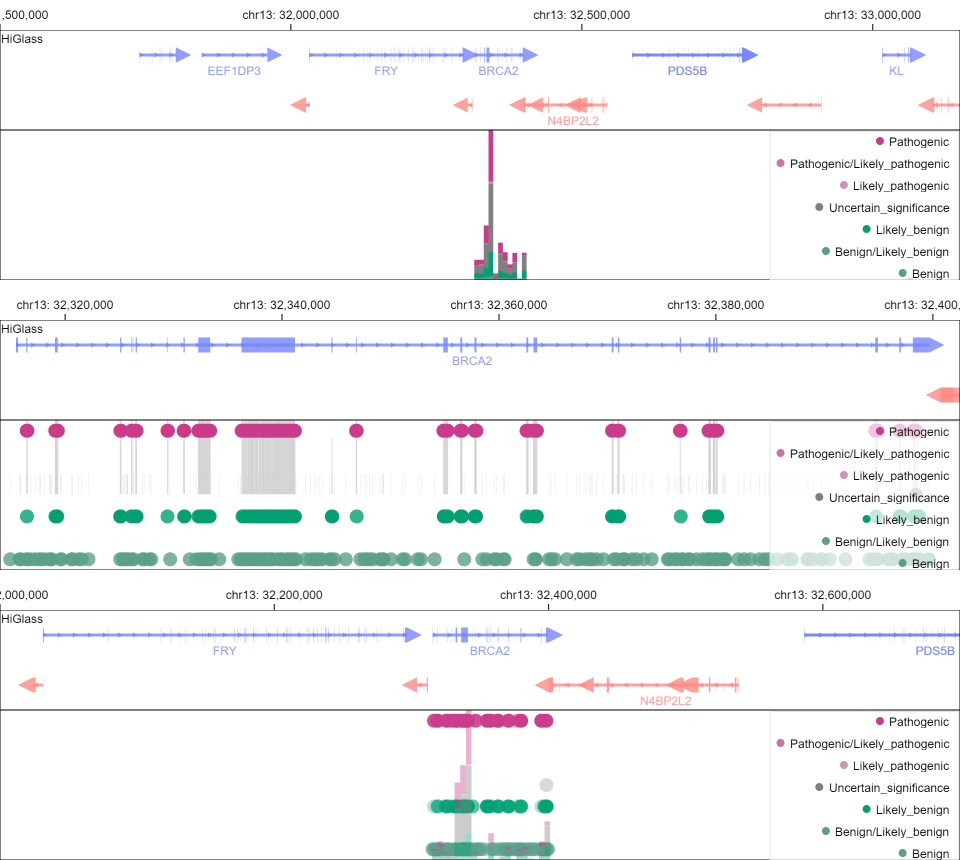 ,500,000 chr13: 32,000,000 chr13: 32,500,000 chr13: 33,000,000
HiGlass
EEF1DP3 FRY BRCA2 PDS5B KL
N4BP2L2
Pathogenic
Pathogenic/Likely_pathogenic
Likely_pathogenic
Uncertain_significance
Likely_benign
Benign/Likely_benign
Benign
chr13: 32,320,000 chr13: 32,340,000 chr13: 32,360,000 chr13: 32,380,000 chr13: 32,400,
HiGlass
BRCA2
Pathogenic
Pathogenic/Likely_pathogenic
Likely_pathogenic
Uncertain_significance
Likely_benign
Benign/Likely_benign
Benign
2,000,000 chr13: 32,200,000 chr13: 32,400,000 chr13: 32,600,000
HiGlass
FRY BRCA2 PDS5B
N4BP2L2
Pathogenic
Pathogenic/Likely_pathogenic
Likely_pathogenic
Uncertain_significance
Likely_benign
Benign/Likely_benign
Benign